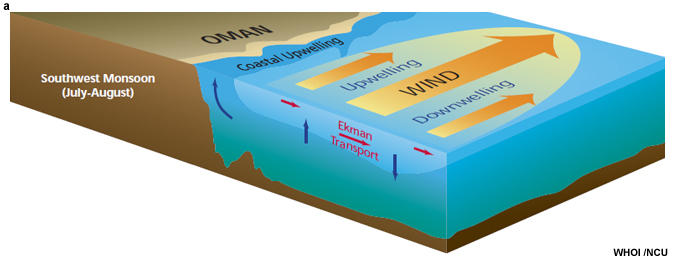 a
OMAN
Coastal Upwelling
Southwest Monsoon
(July-August)
Upwelling
WIND
Downwelling
Ekman
Transport
WHOI /NCU